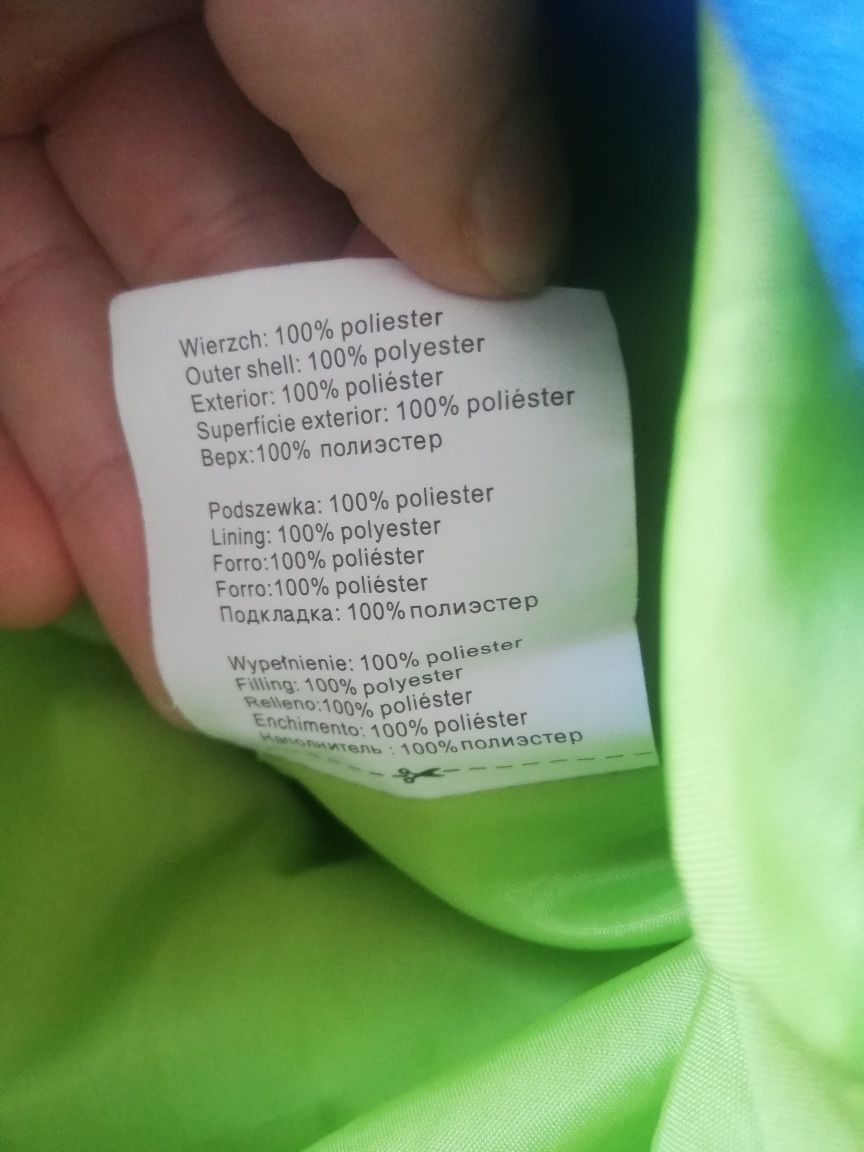 Wierzch: 100% poliester
Outer shell: 100% polyester
Exterior: 100% poliéster
Superfície exterior: 100% poliéster
Верх:100% полиэстер
Podszewka: 100% poliester
Lining: 100% polyester
Forro:100% poliéster
Forro:100% poliéster
Подкладка: 100% полиэстер
Wypełnienie: 100% poliester
Filling: 100% polyester
Relleno:100% poliéster
Enchimento: 100% poliéster
Наполнитель : 100% полиэстер